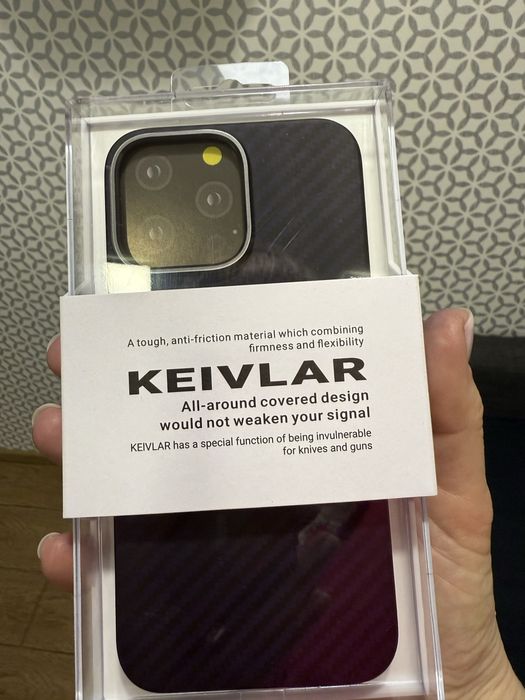 A tough, anti-friction material which combining
firmness and flexibility
KEIVLAR
All-around covered design
would not weaken your signal
KEIVLAR has a special function of being invulnerable
for knives and guns